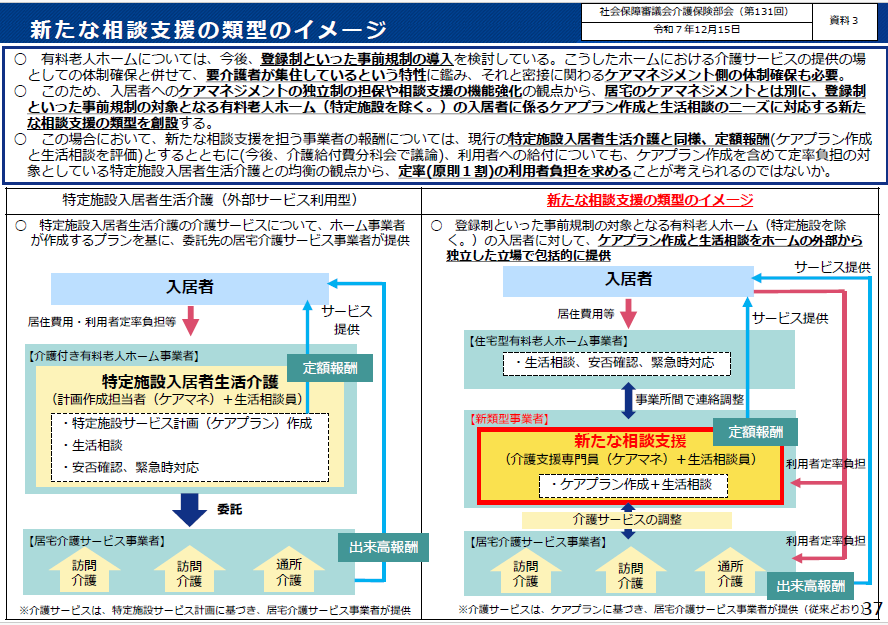 新たな相談支援の類型のイメージ
社会保障審議会介護保険部会（第131回）
令和７年12月15日
資料３
○　有料老人ホームについては、今後、登録制といった事前規制の導入を検討している。こうしたホームにおける介護サービスの提供の場
としての体制確保と併せて、要介護者が集住しているという特性に鑑み、それと密接に関わるケアマネジメント側の体制確保も必要。
○　このため、入居者へのケアマネジメントの独立制の担保や相談支援の機能強化の観点から、居宅のケアマネジメントとは別に、登録制
といった事前規制の対象となる有料老人ホーム（特定施設を除く。）の入居者に係るケアプラン作成と生活相談のニーズに対応する新た
な相談支援の類型を創設する。
○　この場合において、新たな相談支援を担う事業者の報酬については、現行の特定施設入居者生活介護と同様、定額報酬(ケアプラン作成
と生活相談を評価)とするとともに(今後、介護給付費分科会で議論)、利用者への給付についても、ケアプラン作成を含めて定率負担の対
象としている特定施設入居者生活介護との均衡の観点から、定率(原則１割)の利用者負担を求めることが考えられるのではないか。
特定施設入居者生活介護（外部サービス利用型）
○　特定施設入居者生活介護の介護サービスについて、ホーム事業者
が作成するプランを基に、委託先の居宅介護サービス事業者が提供
入居者
居住費用・利用者定率負担等
サービス
提供
【介護付き有料老人ホーム事業者】
定額報酬
特定施設入居者生活介護
（計画作成担当者（ケアマネ）＋生活相談員）
・特定施設サービス計画（ケアプラン）作成
・生活相談
・安否確認、緊急時対応
委託
【居宅介護サービス事業者】
出来高報酬
訪問
介護
訪問
介護
通所
介護
※介護サービスは、特定施設サービス計画に基づき、居宅介護サービス事業者が提供
新たな相談支援の類型のイメージ
○　登録制といった事前規制の対象となる有料老人ホーム（特定施設を除
く。）の入居者に対して、ケアプラン作成と生活相談をホームの外部から
独立した立場で包括的に提供
サービス提供
入居者
居住費用等
サービス提供
【住宅型有料老人ホーム事業者】
・生活相談、安否確認、緊急時対応
事業所間で連絡調整
【新類型事業者】
定額報酬
新たな相談支援
（介護支援専門員（ケアマネ）＋生活相談員）
・ケアプラン作成＋生活相談
利用者定率負担
介護サービスの調整
【居宅介護サービス事業者】
利用者定率負担
訪問
介護
訪問
介護
通所
介護
出来高報酬
※介護サービスは、ケアプランに基づき、居宅介護サービス事業者が提供（従来どおり）
37